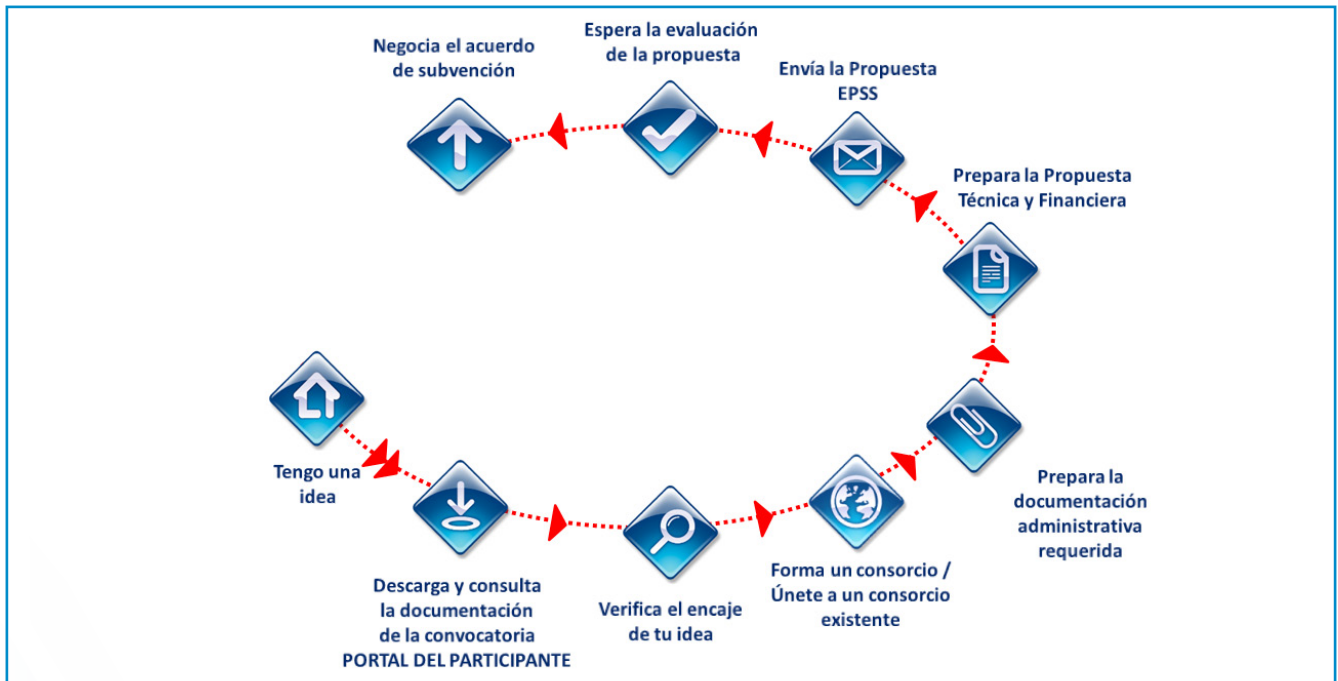 Espera la evaluación
de la propuesta
Negocia el acuerdo
de subvención
Envía la Propuesta
EPSS
Prepara la Propuesta
Técnica y Financiera
Tengo una
idea
Prepara la
documentación
administrativa
requerida
Forma un consorcio /
Únete a un consorcio
existente
Descarga y consulta
la documentación
de la convocatoria
PORTAL DEL PARTICIPANTE
Verifica el encaje
de tu idea